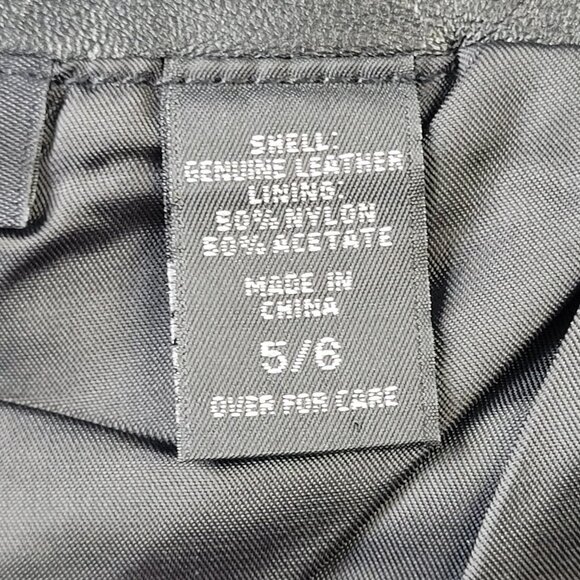 SHELL:
GENUINE LEATHER
LINING:
50% NYLON
50% ACETATE
MADE IN
CHINA
5/6
OVER FOR CARE